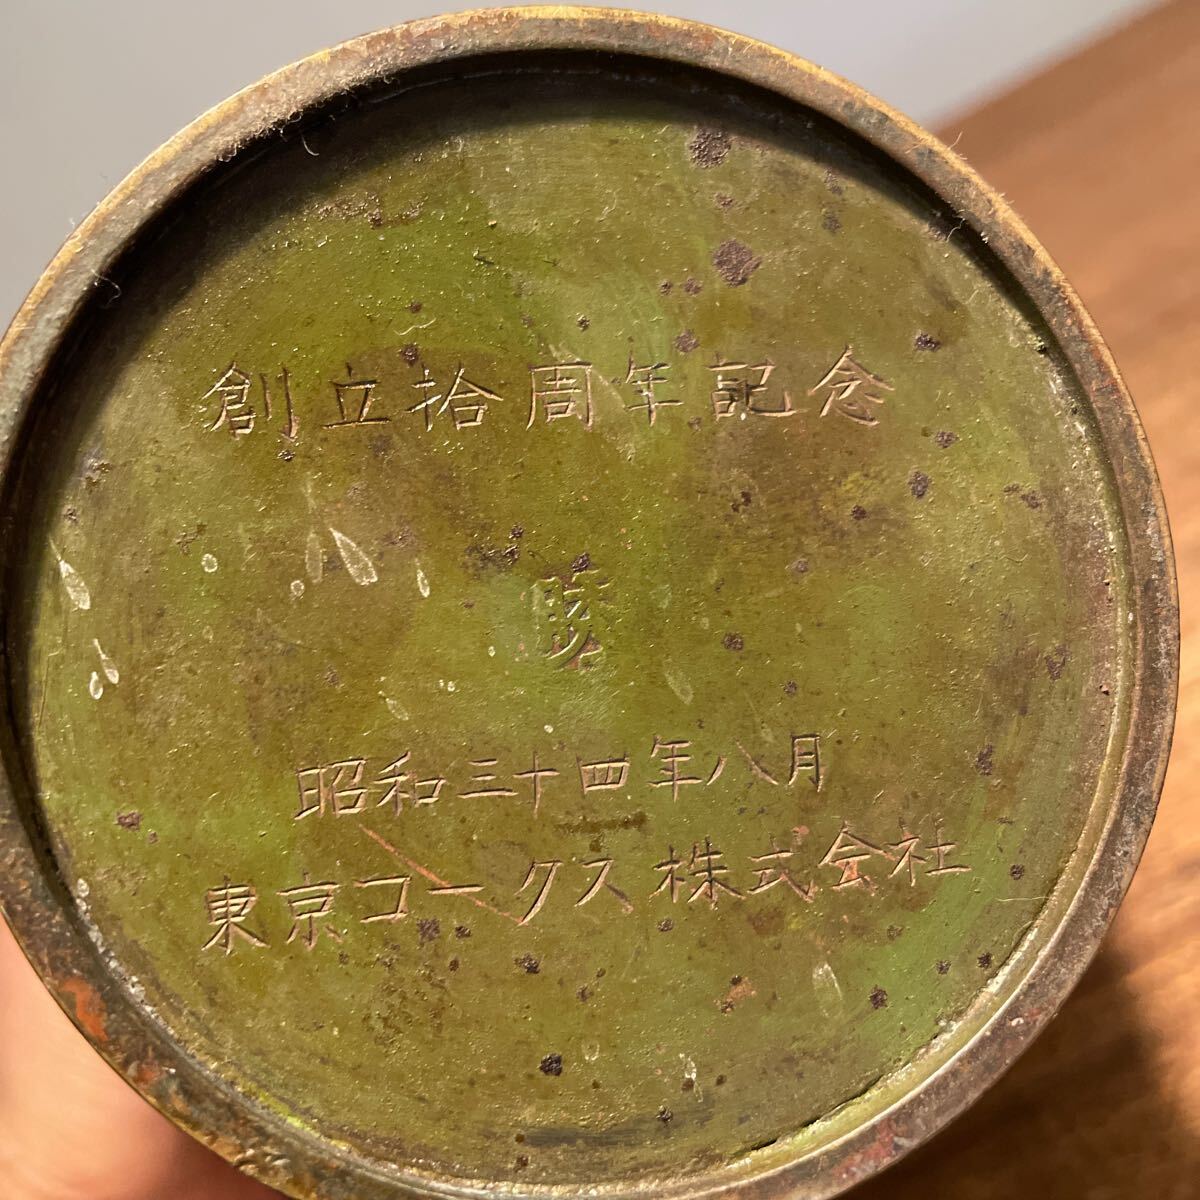 創立拾周年記念
勝
昭和三十四年八月
東京コークス株式会社